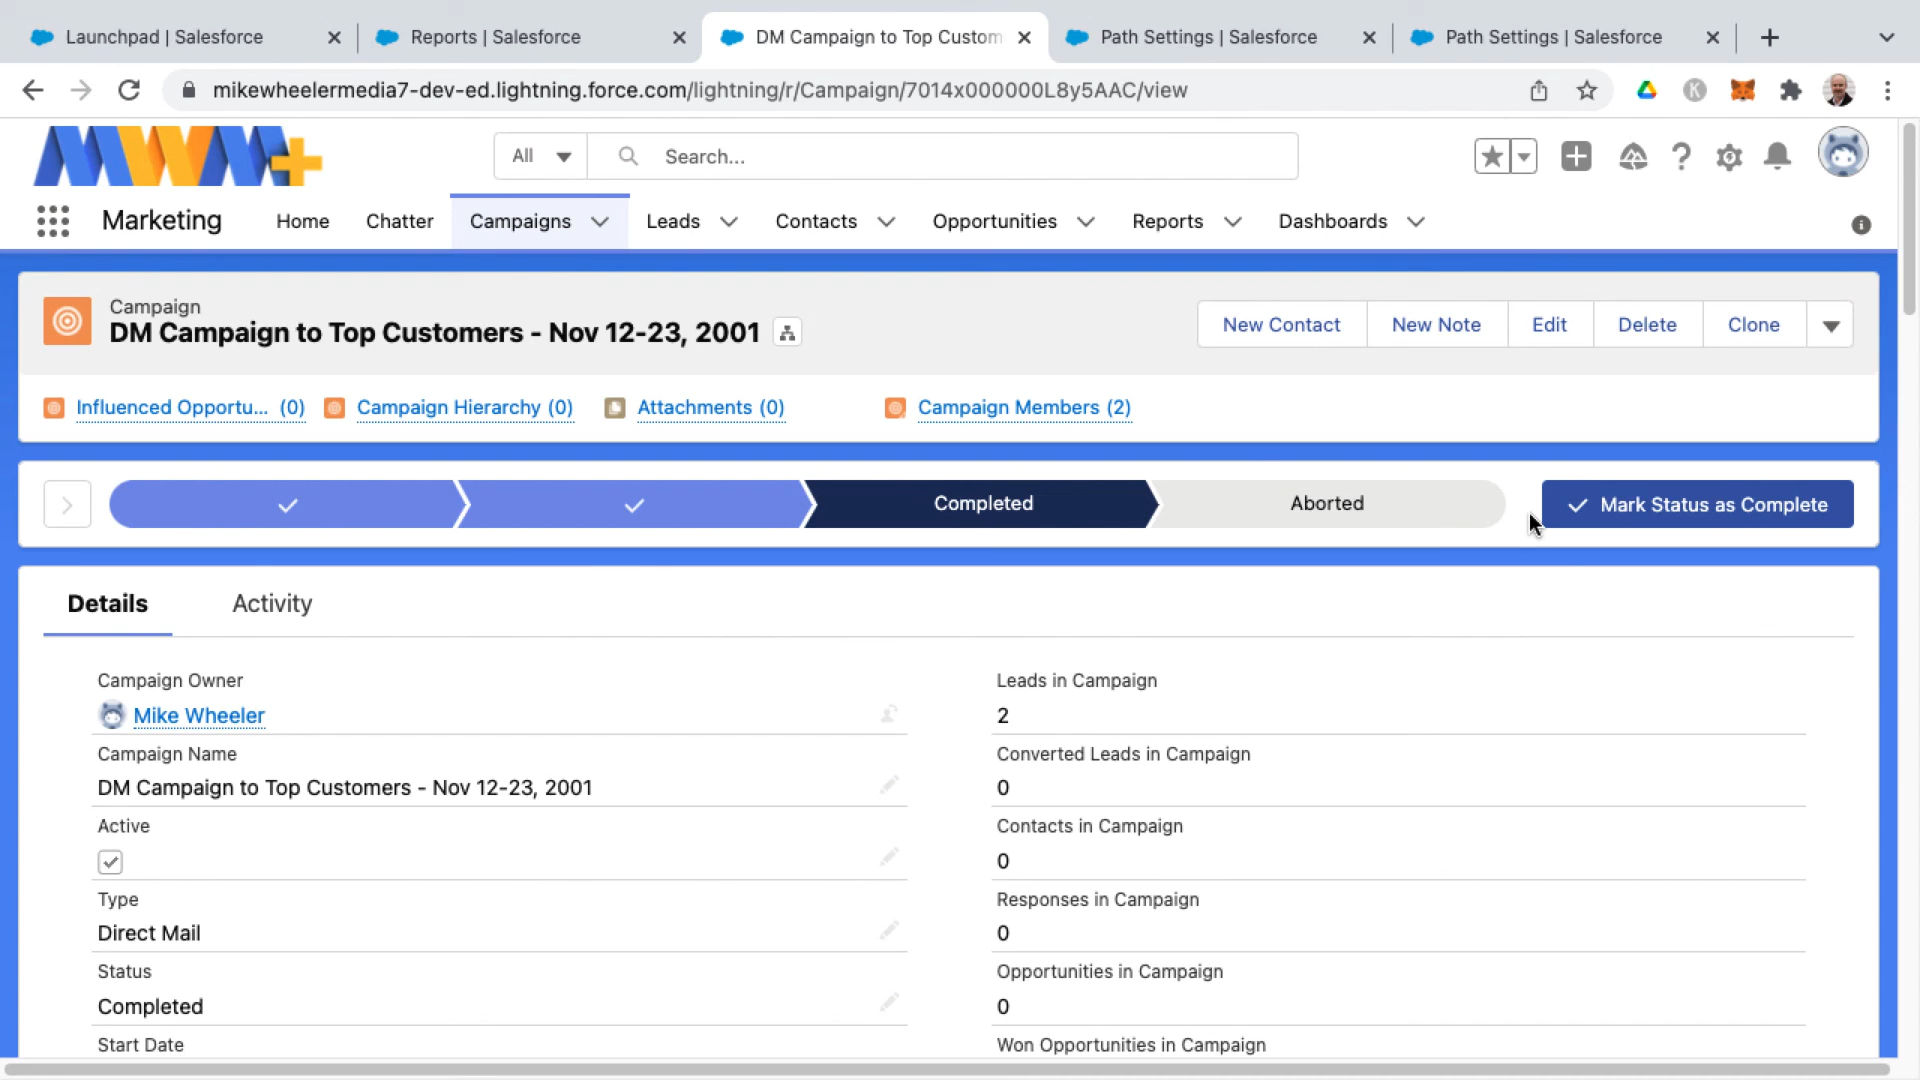 Launchpad | Salesforce
Reports | Salesforce
DM Campaign to Top Custom
Path Settings | Salesforce
Path Settings | Salesforce
mikewheelermedia7-dev-ed.lightning.force.com/lightning/r/Campaign/7014x000000L8y5AAC/view
K
MWM+
All
Search...
Marketing
Home
Chatter
Campaigns
Leads
Contacts
Opportunities
Reports
Dashboards
Campaign
DM Campaign to Top Customers - Nov 12-23, 2001
New Contact
New Note
Edit
Delete
Clone
Influenced Opportu... (0)
Campaign Hierarchy (0)
Attachments (0)
Campaign Members (2)
Completed
Aborted
Mark Status as Complete
Details
Activity
Campaign Owner
Mike Wheeler
Leads in Campaign
2
Campaign Name
DM Campaign to Top Customers - Nov 12-23, 2001
Converted Leads in Campaign
0
Active
Contacts in Campaign
0
Type
Direct Mail
Responses in Campaign
0
Status
Completed
Opportunities in Campaign
0
Start Date
Won Opportunities in Campaign